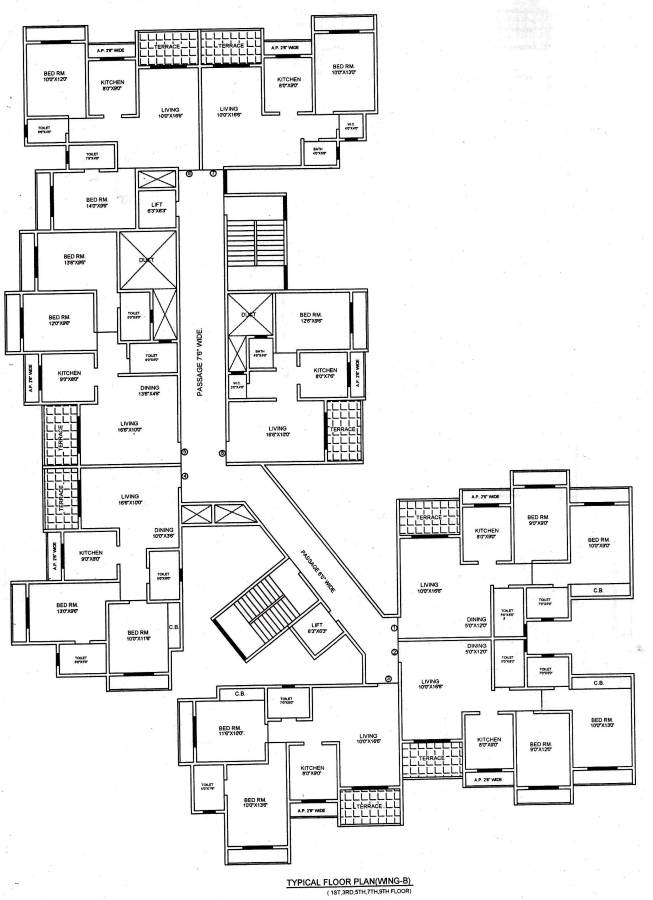 TERRACE
TERRACE
A.P. 2'6" WIDE
A.P. 2'6" WIDE
BED RM.
10'0"X12'0"
KITCHEN
8'0"X9'0"
LIVING
10'0"X16'6"
LIVING
10'0"X16'6"
KITCHEN
8'0"X9'0"
BED RM.
10'0"X13'0"
TOILET
W.C.
BATH
TOILET
6
7
BED RM.
14'0"X9'6"
LIFT
6'3"X6'3"
BED RM.
13'6"X9'6"
DUCT
BED RM.
12'0"X9'6"
TOILET
DUCT
BED RM.
12'6"X9'6"
PASSAGE 7'6" WIDE.
TOILET
BATH
A.P. 2'6" WIDE
KITCHEN
9'0"X8'0"
DINING
13'6"X4'6"
W.C.
KITCHEN
8'0"X7'6"
A.P. 2'6" WIDE
TERRACE
LIVING
16'6"X10'0"
LIVING
16'6"X10'0"
TERRACE
5
8
4
TERRACE
LIVING
16'6"X10'0"
DINING
10'0"X3'6"
A.P. 2'6" WIDE
KITCHEN
9'0"X8'0"
TOILET
BED RM.
13'0"X9'6"
BED RM.
10'0"X11'6"
C.B.
TOILET
PASSAGE 6'0" WIDE
LIFT
6'3"X6'3"
A.P. 2'6" WIDE
TERRACE
KITCHEN
8'0"X9'0"
BED RM.
9'0"X9'0"
BED RM.
LIVING
10'0"X16'6"
C.B.
TOILET
TOILET
DINING
5'0"X12'0"
1
2
3
DINING
5'0"X12'0"
TOILET
TOILET
LIVING
10'0"X16'6"
C.B.
BED RM.
10'0"X13'0"
KITCHEN
8'0"X9'0"
BED RM.
9'0"X12'0"
TERRACE
A.P. 2'6" WIDE
C.B.
TOILET
BED RM.
11'6"X10'0".
LIVING
10'0"X16'6"
KITCHEN
8'0"X9'0"
TOILET
BED RM.
10'0"X13'6"
A.P. 2'6" WIDE
TERRACE
TYPICAL FLOOR PLAN(WING-B)
( 1ST,3RD,5TH,7TH,9TH FLOOR)